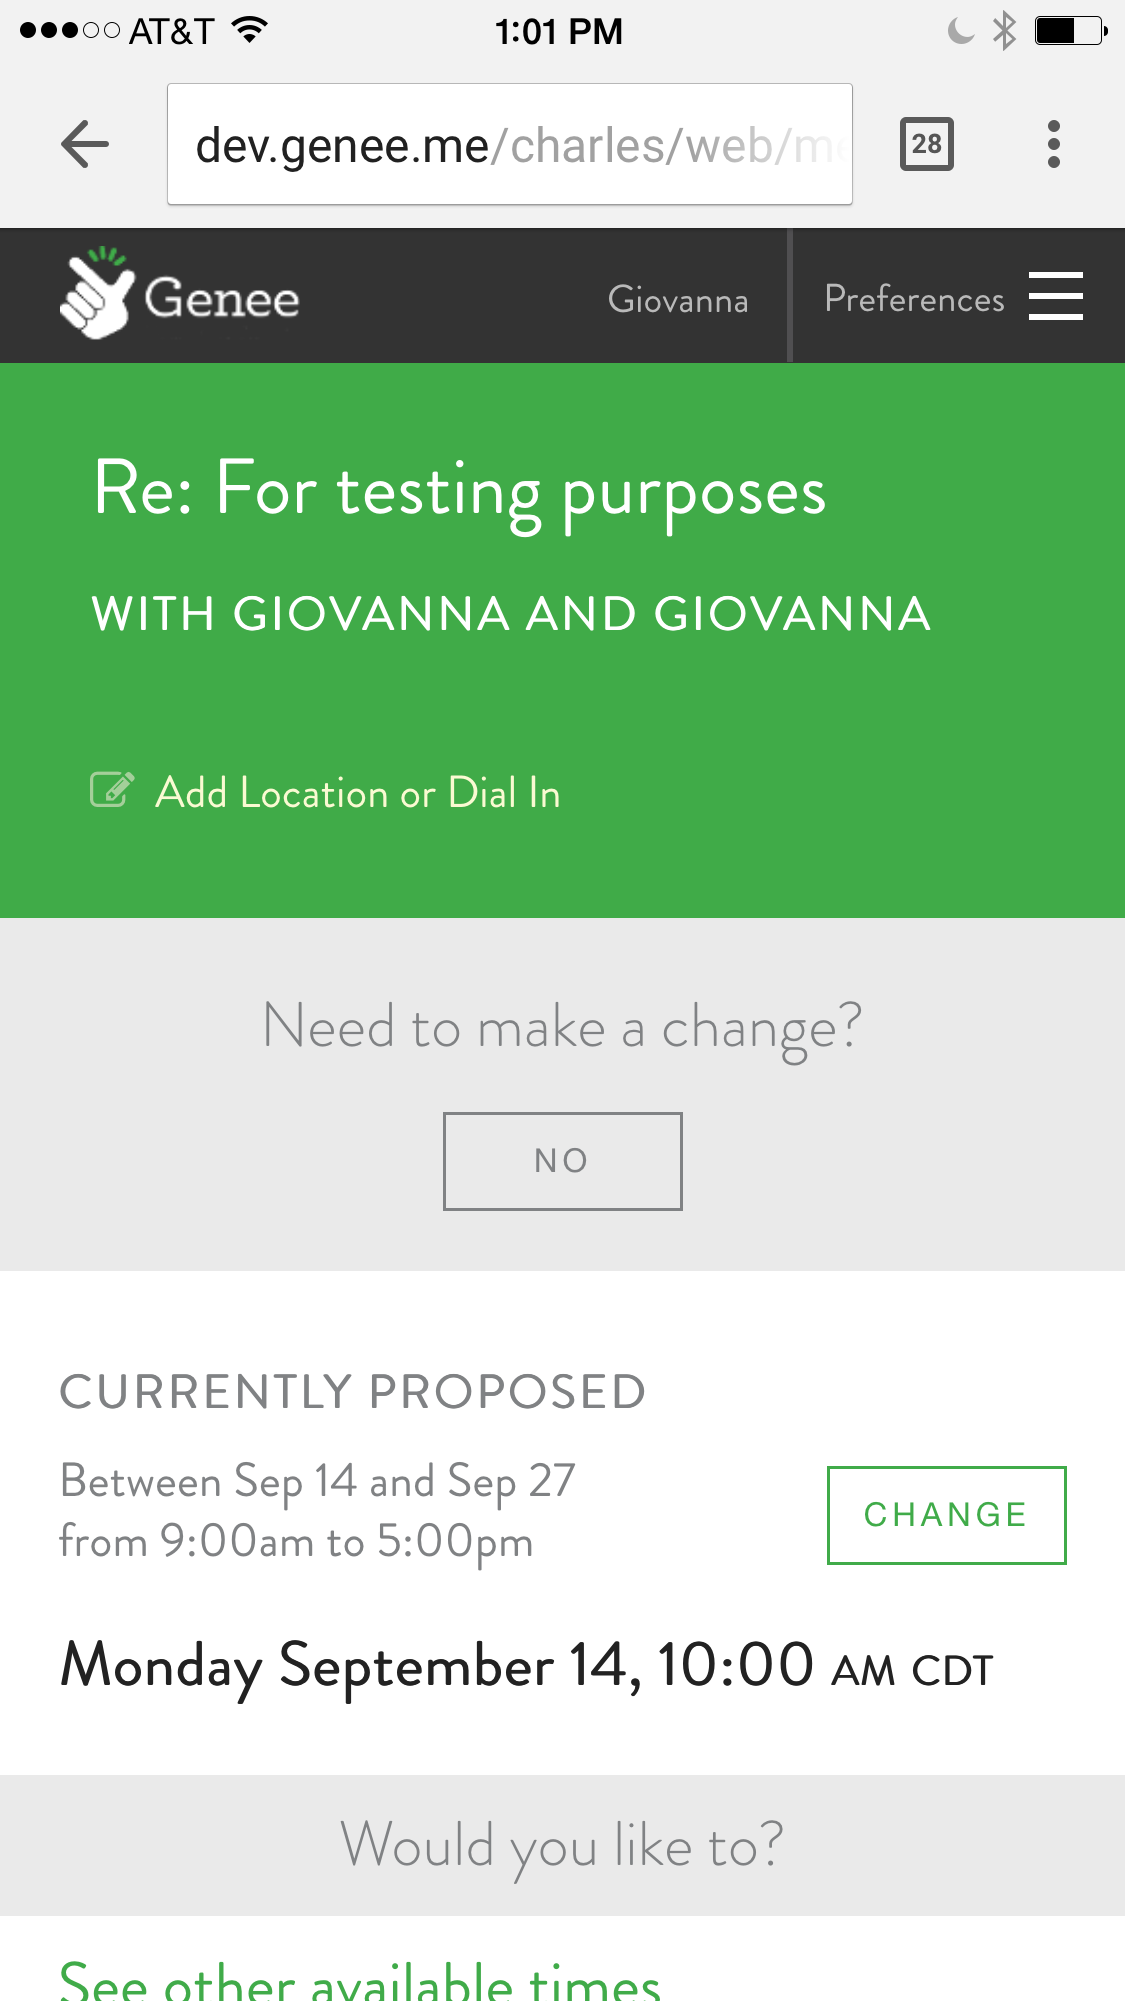 AT&T 1:01 PM
dev.genee.me/charles/web/me
28
Genee Giovanna Preferences
Re: For testing purposes
WITH GIOVANNA AND GIOVANNA
Add Location or Dial In
Need to make a change?
NO
CURRENTLY PROPOSED
Between Sep 14 and Sep 27
from 9:00am to 5:00pm
CHANGE
Monday September 14, 10:00 AM CDT
Would you like to?
See other available times